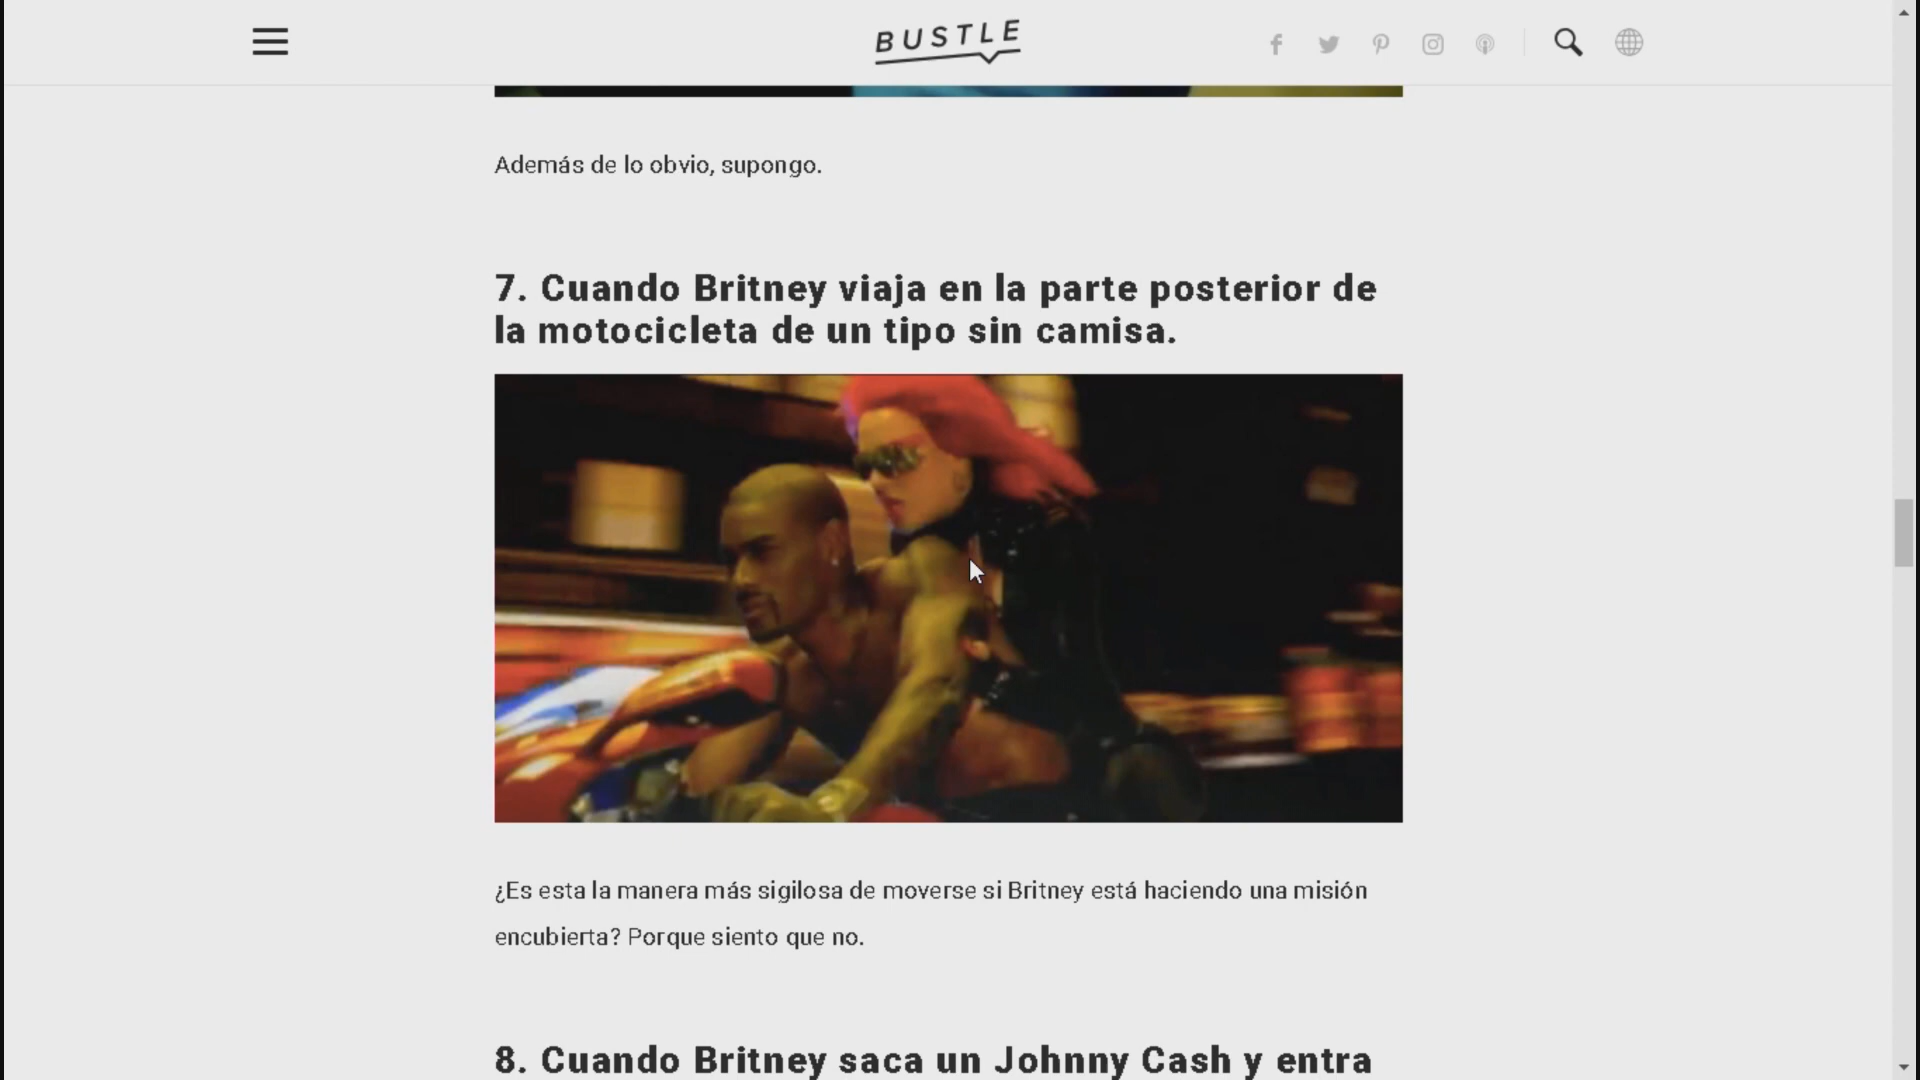 BUSTLE
Además de lo obvio, supongo.
7. Cuando Britney viaja en la parte posterior de
la motocicleta de un tipo sin camisa.
¿Es esta la manera más sigilosa de moverse si Britney está haciendo una misión
encubierta? Porque siento que no.
8. Cuando Britney saca un Johnny Cash y entra